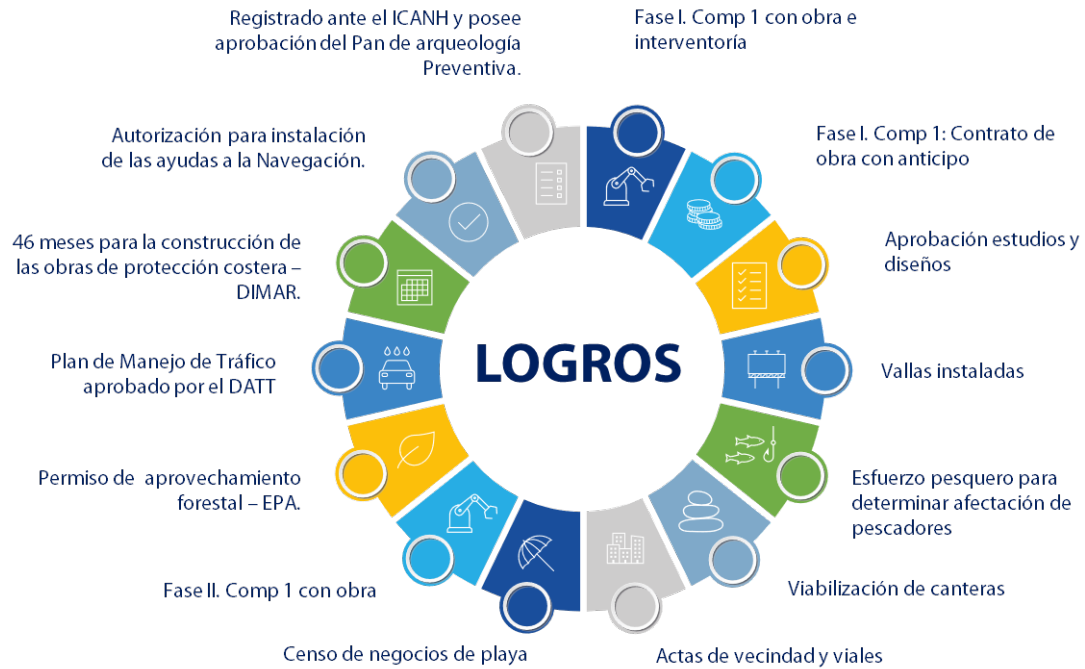 Registrado ante el ICANH y posee
aprobación del Pan de arqueología
Preventiva.
Fase I. Comp 1 con obra e
interventoría
Autorización para instalación
de las ayudas a la Navegación.
Fase I. Comp 1: Contrato de
obra con anticipo
46 meses para la construcción de
las obras de protección costera –
DIMAR.
Aprobación estudios y
diseños
LOGROS
Plan de Manejo de Tráfico
aprobado por el DATT
Vallas instaladas
Permiso de aprovechamiento
forestal – EPA.
Esfuerzo pesquero para
determinar afectación de
pescadores
Fase II. Comp 1 con obra
Viabilización de canteras
Censo de negocios de playa
Actas de vecindad y viales